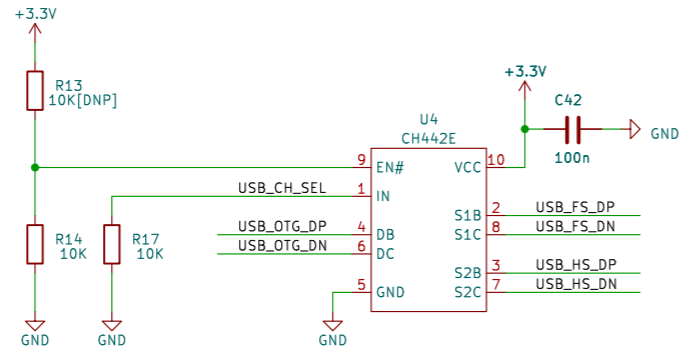 +3.3V
R13
10K[DNP]
+3.3V
C42
100n
GND
U4
CH442E
9 EN#
VCC 10
USB_CH_SEL
1 IN
S1B 2
USB_FS_DP
USB_OTG_DP
4 DB
S1C 8
USB_FS_DN
USB_OTG_DN
6 DC
R14
10K
R17
10K
S2B 3
USB_HS_DP
5 GND
S2C 7
USB_HS_DN
GND
GND
GND